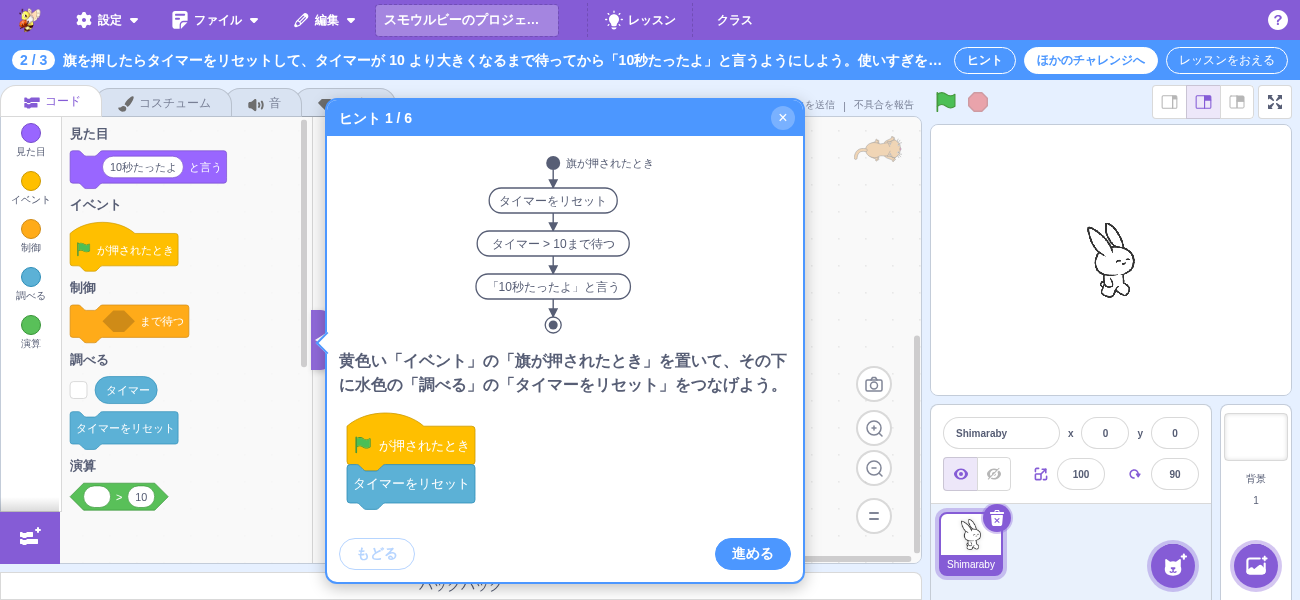 設定
ファイル
編集
スモウルビーのプロジェ…
レッスン
クラス
?
2 / 3
旗を押したらタイマーをリセットして、タイマーが 10 より大きくなるまで待ってから「10秒たったよ」と言うようにしよう。使いすぎを…
ヒント
ほかのチャレンジへ
レッスンをおえる
コード
コスチューム
音
を送信 | 不具合を報告
見た目
イベント
制御
調べる
演算
見た目
10秒たったよ と言う
イベント
が押されたとき
制御
まで待つ
調べる
タイマー
タイマーをリセット
演算
> 10
ヒント 1 / 6
×
旗が押されたとき
タイマーをリセット
タイマー > 10まで待つ
「10秒たったよ」と言う
黄色い「イベント」の「旗が押されたとき」を置いて、その下
に水色の「調べる」の「タイマーをリセット」をつなげよう。
が押されたとき
タイマーをリセット
もどる
進める
バックパック
Shimaraby
x
0
y
0
100
90
Shimaraby
背景
1